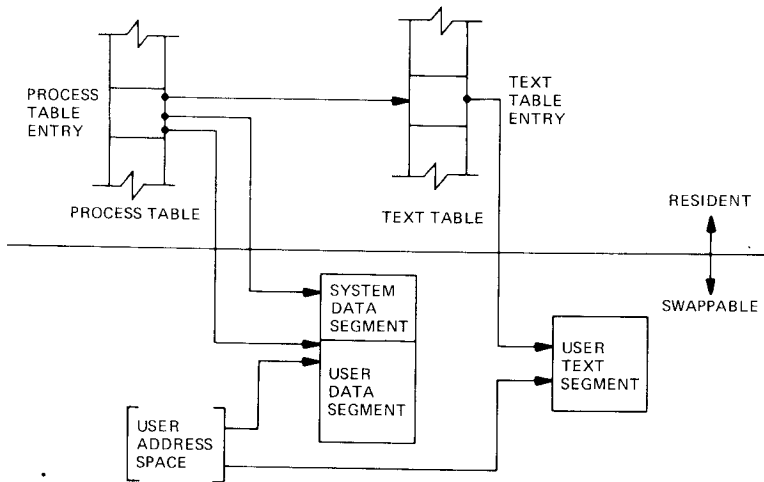 PROCESS
TABLE
ENTRY
TEXT
TABLE
ENTRY
PROCESS TABLE
TEXT TABLE
RESIDENT
SWAPPABLE
SYSTEM
DATA
SEGMENT
USER
DATA
SEGMENT
USER
TEXT
SEGMENT
USER
ADDRESS
SPACE